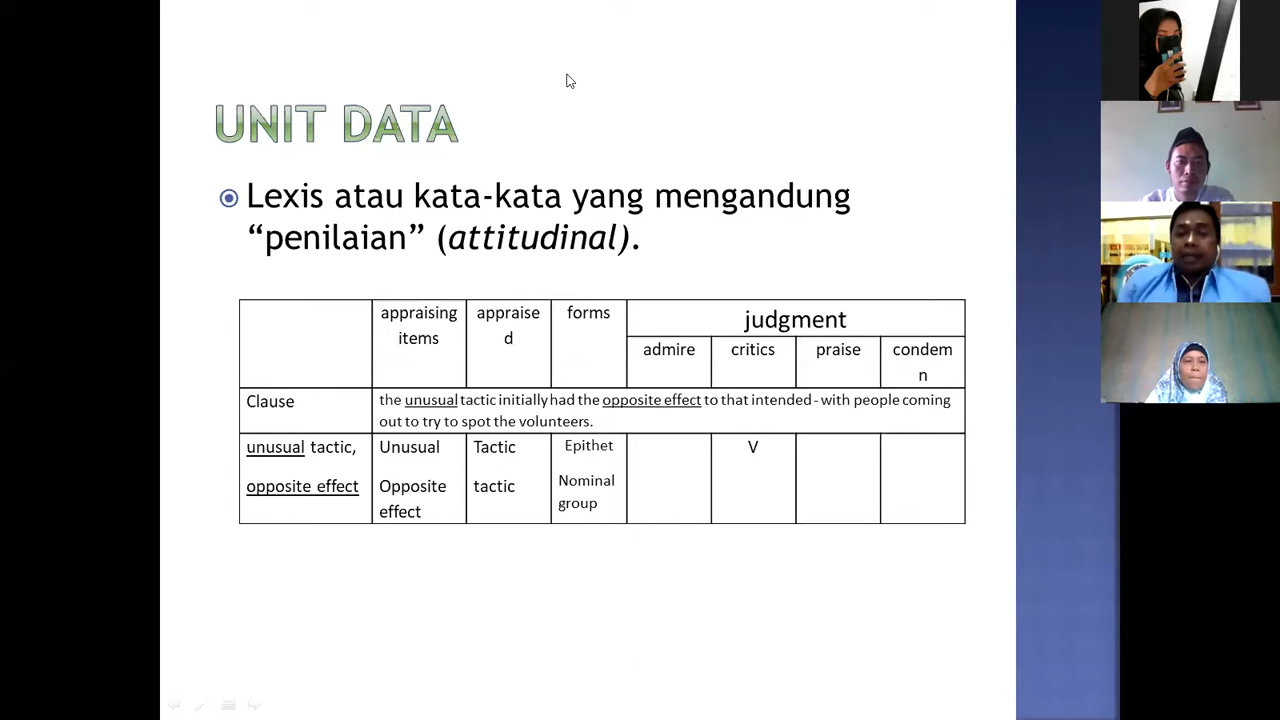 UNIT DATA
Lexis atau kata-kata yang mengandung
“penilaian” (attitudinal).
appraising
items
appraise
d
forms
judgment
admire
critics
praise
condem
n
Clause
the unusual tactic initially had the opposite effect to that intended - with people coming
out to try to spot the volunteers.
unusual tactic,
opposite effect
Unusual
Opposite
effect
Tactic
tactic
Epithet
Nominal
group
V